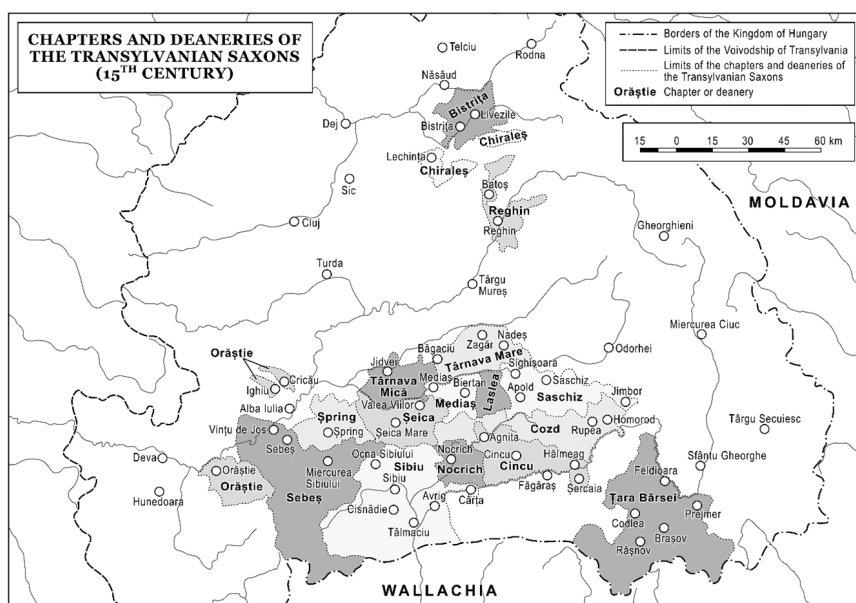 CHAPTERS AND DEANERIES OF
THE TRANSYLVANIAN SAXONS
(15TH CENTURY)
Borders of the Kingdom of Hungary
Limits of the Voivodship of Transylvania
Limits of the chapters and deaneries of
the Transylvanian Saxons
Orăștie Chapter or deanery
15 0 15 30 45 60 km
Telciu
Rodna
Năsăud
Bistrița
Livezile
Bistrița
Dej
Chiraleș
Lechința
Chiraleș
Sic
Batoș
Reghin
Reghin
MOLDAVIA
Cluj
Gheorghieni
Turda
Târgu
Mureș
Miercurea Ciuc
Zagăr
Nadeș
Odorhei
Băgaciu
Târnava Mare
Orăștie
Jidvei
Sighișoara
Cricău
Târnava
Mică
Mediaș
Biertan
Laslea
Saschiz
Ighiu
Apold
Saschiz
Jimbor
Alba Iulia
Valea Viilor
Mediaș
Șpring
Șeica
Homorod
Vințu de Jos
Șpring
Șeica Mare
Cozd
Rupea
Târgu Secuiesc
Sebeș
Agnita
Deva
Ocna Sibiului
Nocrich
Cincu
Hălmeag
Sfântu Gheorghe
Orăștie
Miercurea
Sibiului
Sibiu
Nocrich
Cincu
Feldioara
Hunedoara
Orăștie
Sebeș
Sibiu
Făgăraș
Șercaia
Țara Bârsei
Avrig
Cârța
Cisnădie
Codlea
Prejmer
Tălmaciu
Brașov
Râșnov
WALLACHIA